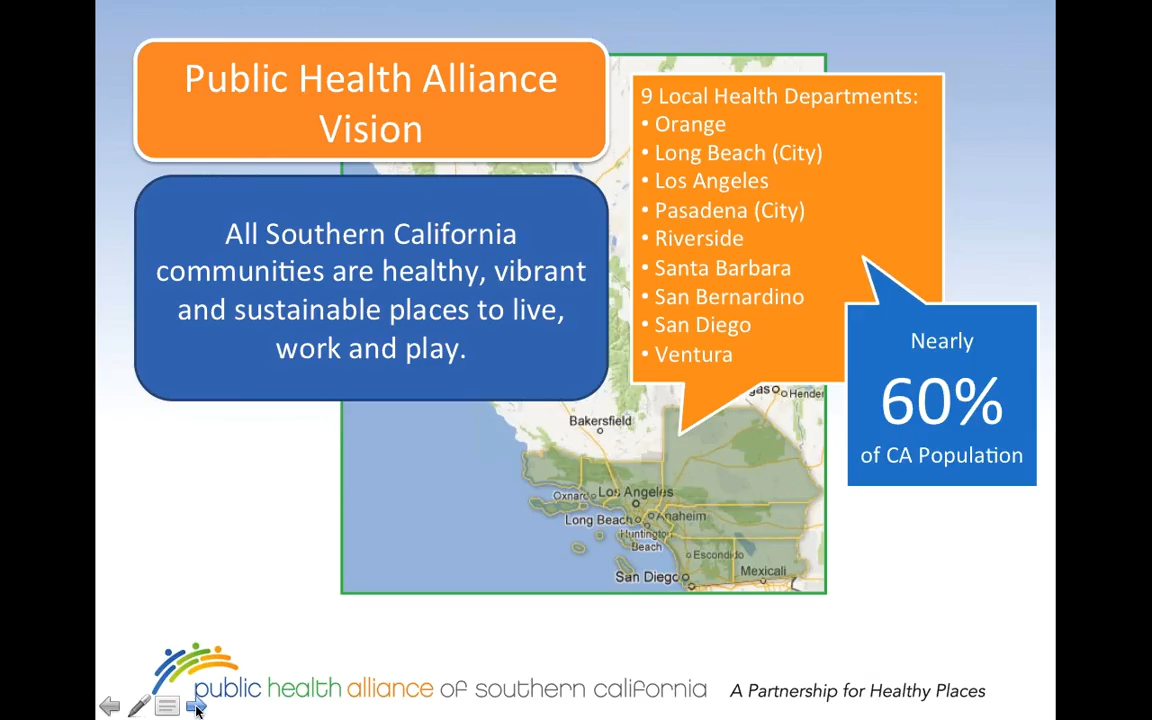 Public Health Alliance
Vision
All Southern California
communities are healthy, vibrant
and sustainable places to live,
work and play.
9 Local Health Departments:
• Orange
• Long Beach (City)
• Los Angeles
• Pasadena (City)
• Riverside
• Santa Barbara
• San Bernardino
• San Diego
• Ventura
Nearly
60%
of CA Population
gas
Hender
Bakersfield
Oxnard
Los Angeles
Long Beach
Anaheim
Huntington
Beach
Escondido
San Diego
Mexicali
public health alliance of southern california
A Partnership for Healthy Places